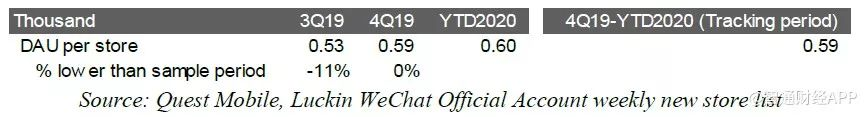 Thousand 3Q19 4Q19 YTD2020 4Q19-YTD2020 (Tracking period)
DAU per store 0.53 0.59 0.60 0.59
% lower than sample period -11% 0%
Source: Quest Mobile, Luckin WeChat Official Account weekly new store list
@智通财经APP